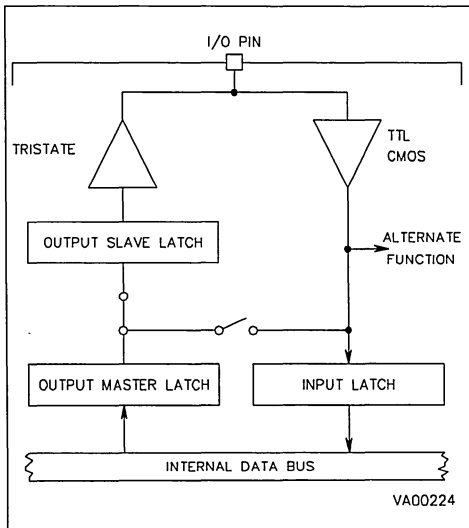 I/O PIN
TRISTATE
TTL
CMOS
OUTPUT SLAVE LATCH
ALTERNATE
FUNCTION
OUTPUT MASTER LATCH
INPUT LATCH
INTERNAL DATA BUS
VA00224